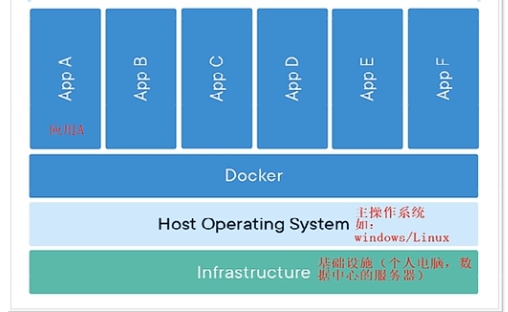 App A
App B
App C
App D
App E
App F
应用A
Docker
Host Operating System
主操作系统
如:
windows/Linux
Infrastructure
基础设施（个人电脑，数
据中心的服务器）